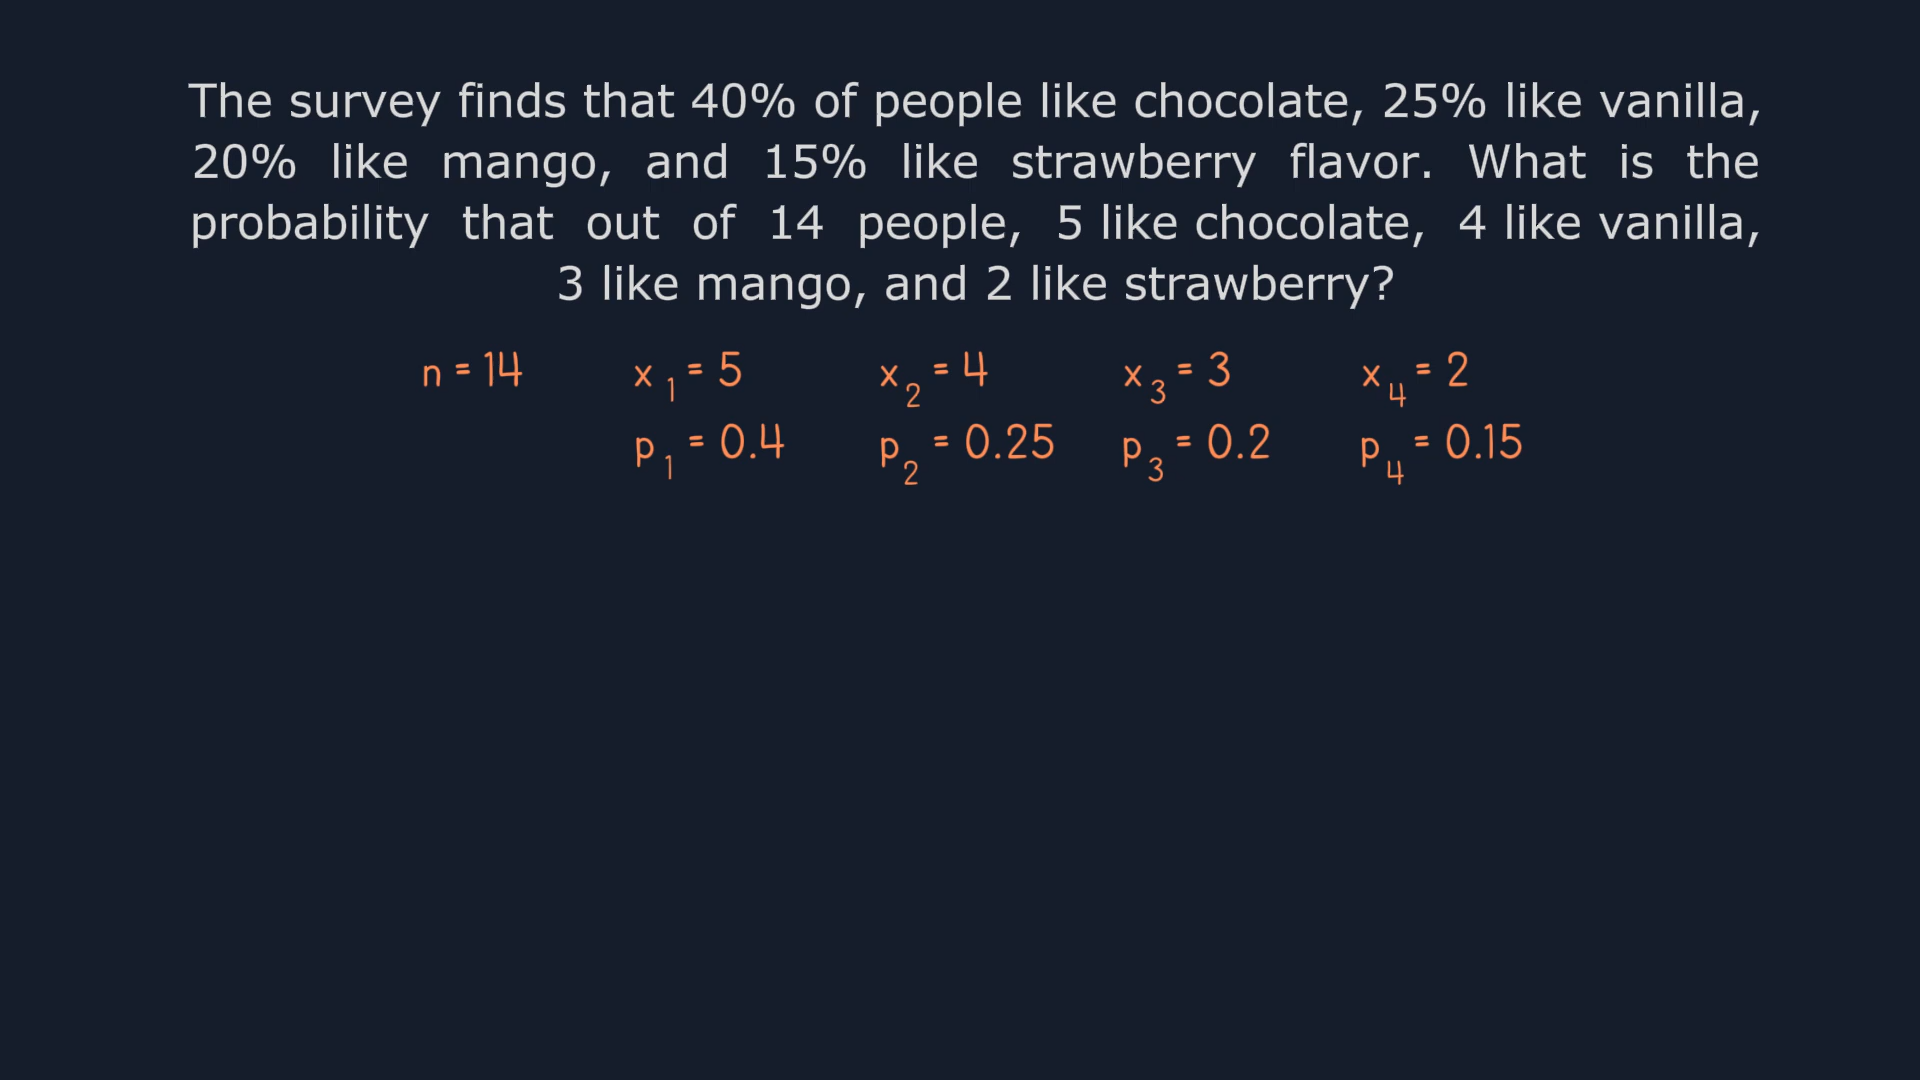 The survey finds that 40% of people like chocolate, 25% like vanilla,
20% like mango, and 15% like strawberry flavor. What is the
probability that out of 14 people, 5 like chocolate, 4 like vanilla,
3 like mango, and 2 like strawberry?
n = 14 x₁ = 5 x₂ = 4 x₃ = 3 x₄ = 2
p₁ = 0.4 p₂ = 0.25 p₃ = 0.2 p₄ = 0.15